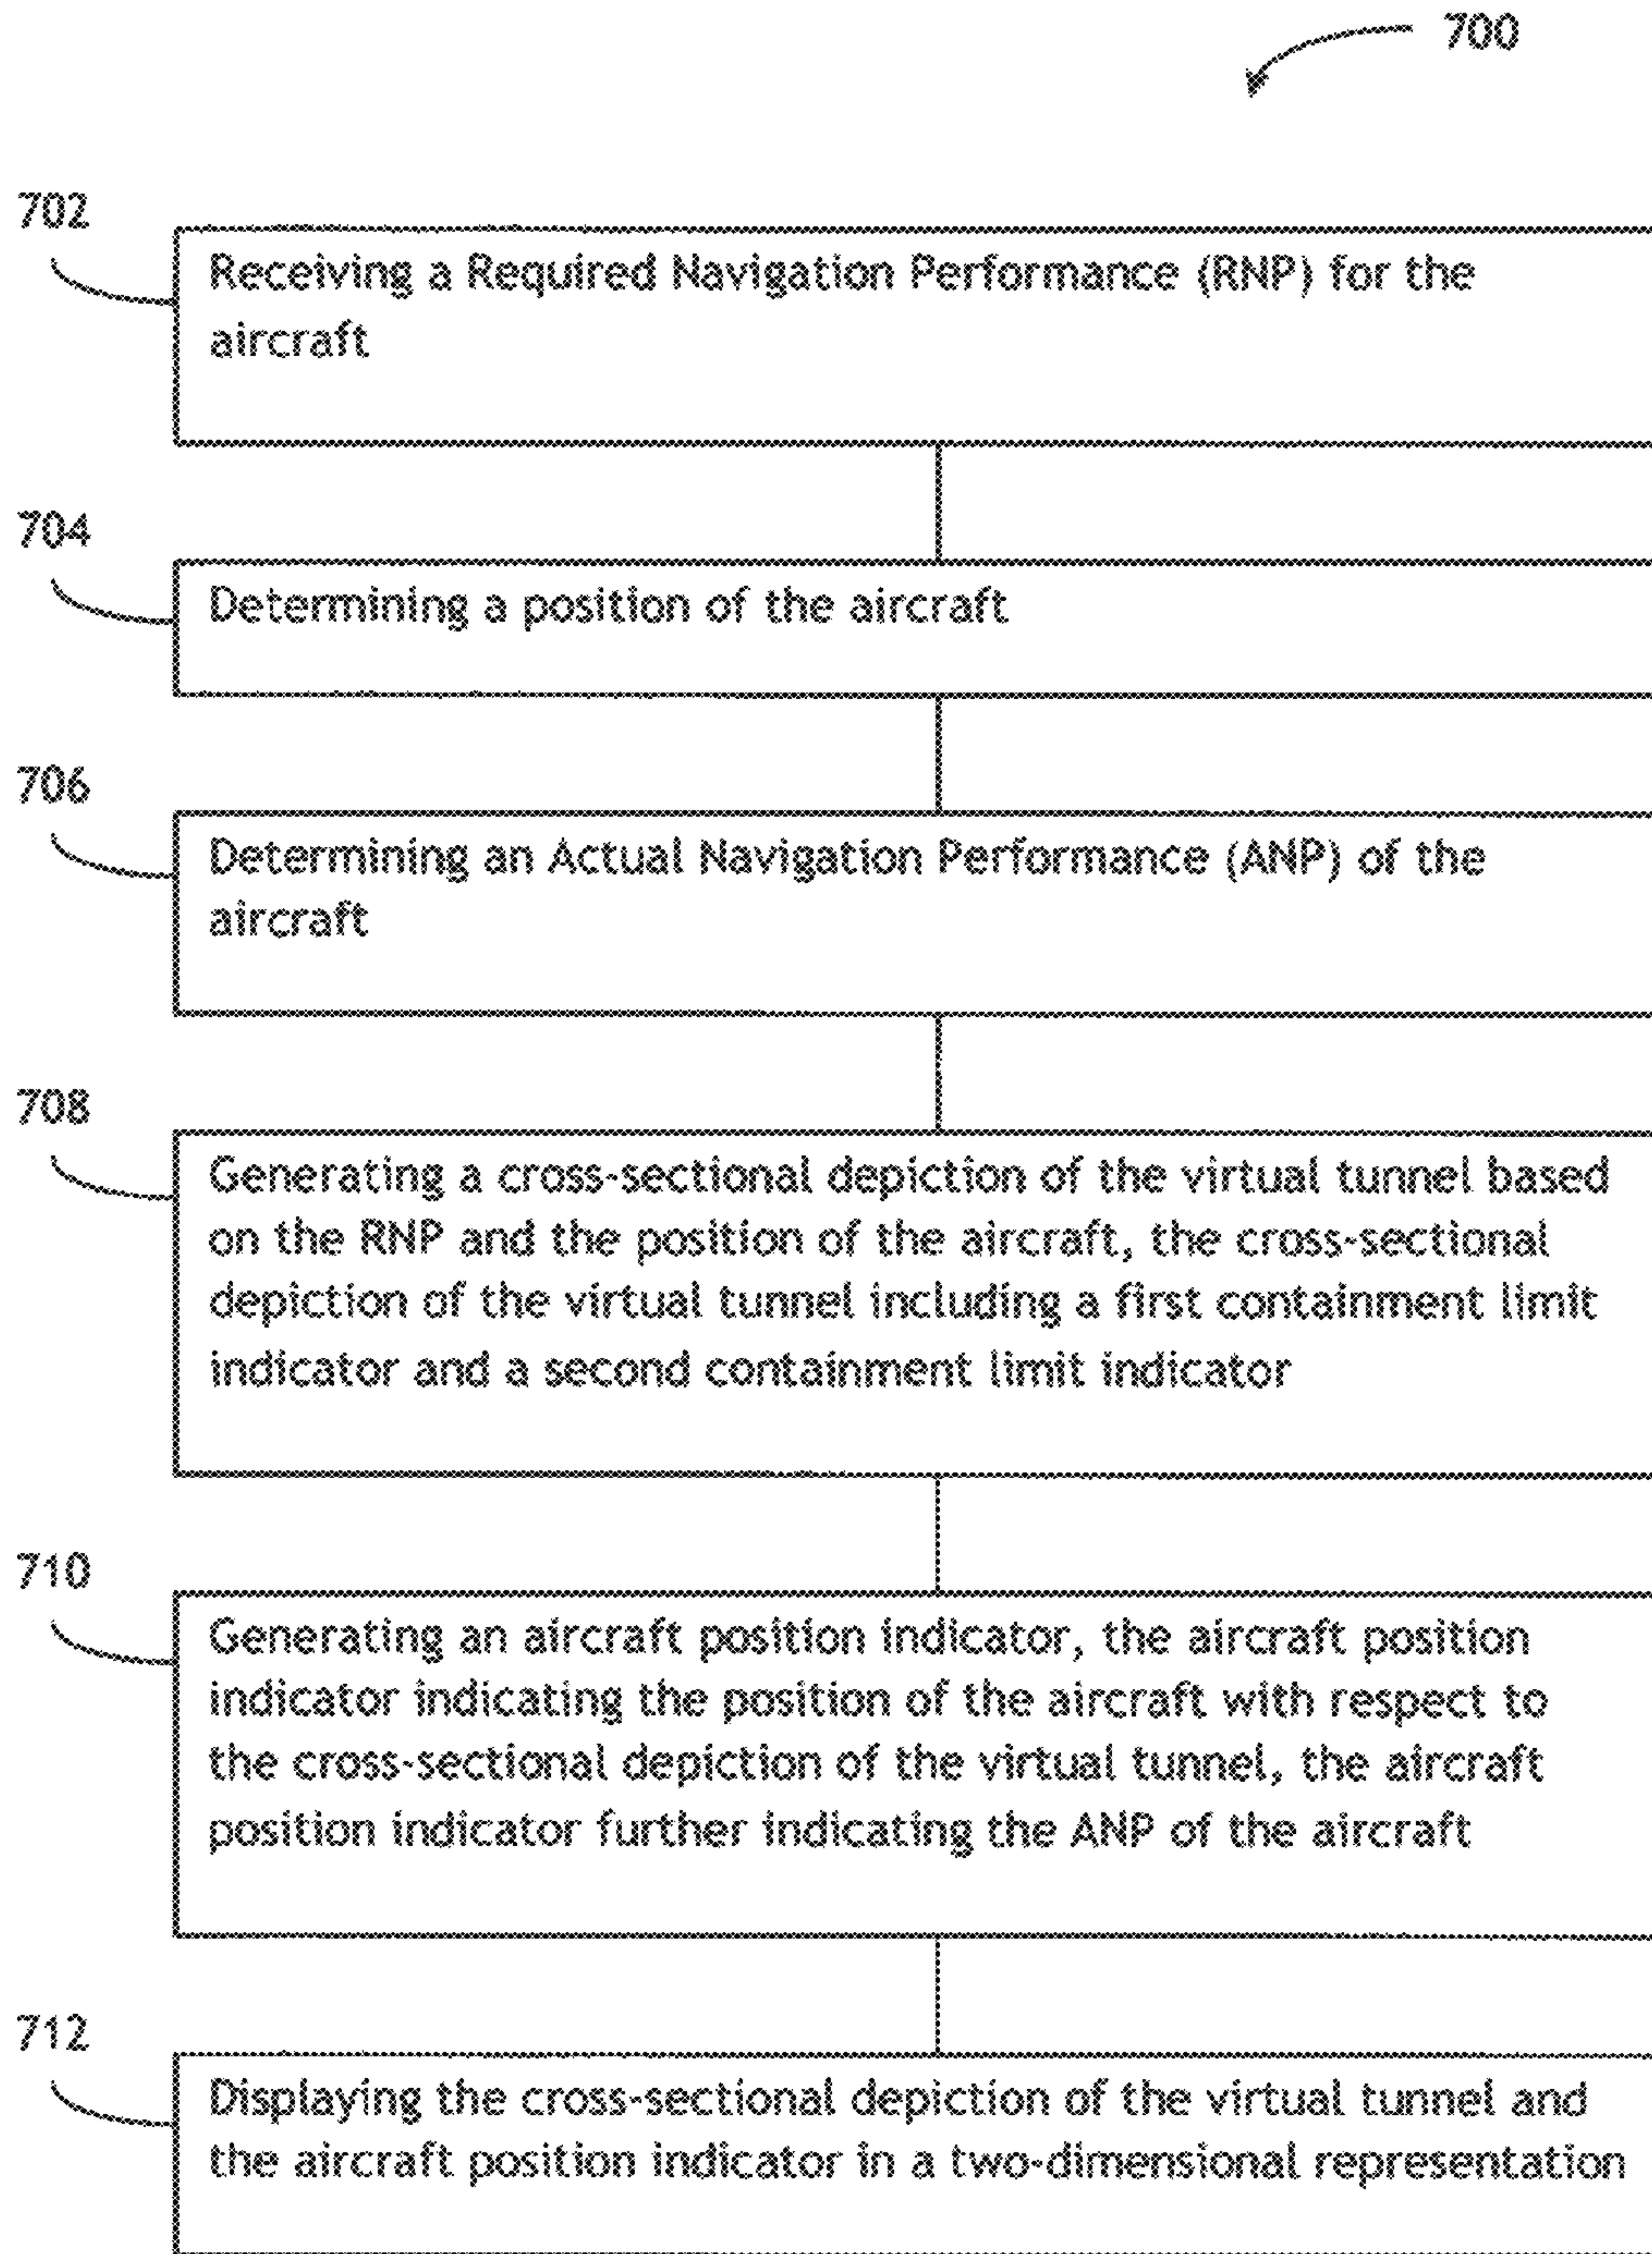 700
702
Receiving a Required Navigation Performance (RNP) for the
aircraft
704
Determining a position of the aircraft
706
Determining an Actual Navigation Performance (ANP) of the
aircraft
708
Generating a cross-sectional depiction of the virtual tunnel based
on the RNP and the position of the aircraft, the cross-sectional
depiction of the virtual tunnel including a first containment limit
indicator and a second containment limit indicator
710
Generating an aircraft position indicator, the aircraft position
indicator indicating the position of the aircraft with respect to
the cross-sectional depiction of the virtual tunnel, the aircraft
position indicator further indicating the ANP of the aircraft
712
Displaying the cross-sectional depiction of the virtual tunnel and
the aircraft position indicator in a two-dimensional representation